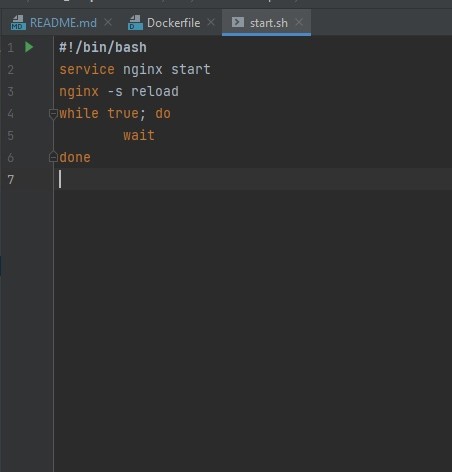 README.md Dockerfile start.sh
1 #!/bin/bash
2 service nginx start
3 nginx -s reload
4 while true; do
5 wait
6 done
7